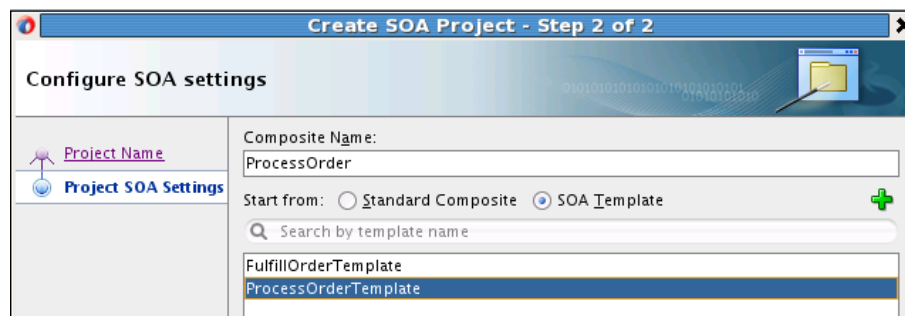 Create SOA Project - Step 2 of 2
Configure SOA settings
Project Name
Project SOA Settings
Composite Name:
ProcessOrder
Start from: Standard Composite SOA Template
Search by template name
FulfillOrderTemplate
ProcessOrderTemplate